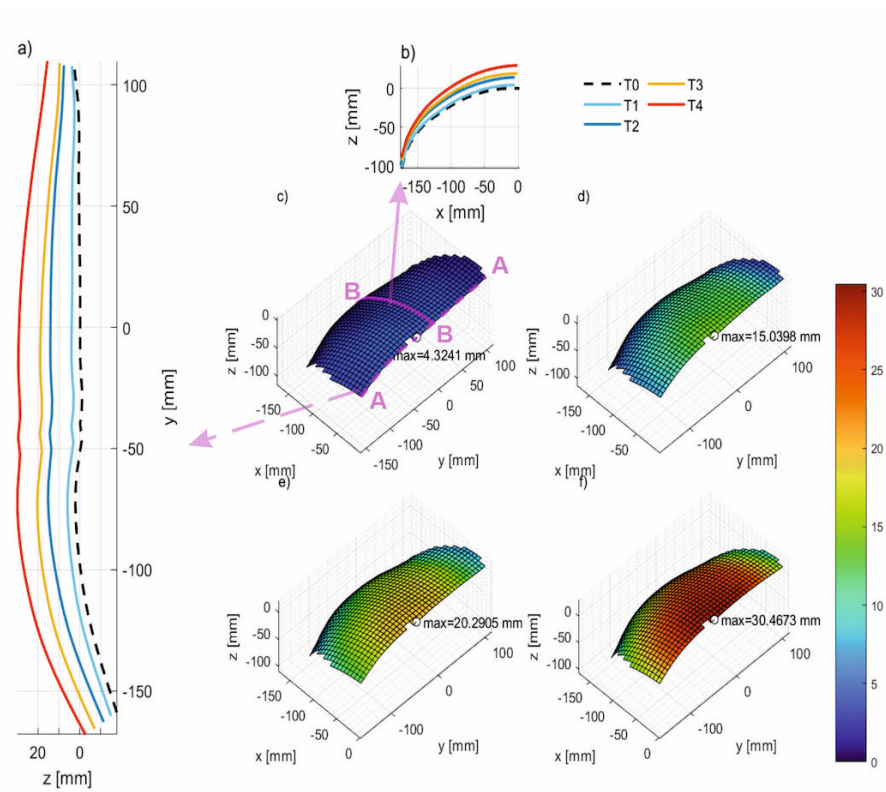 a)
100
50
0
-50
-100
-150
y [mm]
20 0
z [mm]
b)
0
-50
-100
z [mm]
-150 -100 -50 0
x [mm]
T0 T3
T1 T4
T2
c)
A
B
B
A
max=4.3241 mm
0
-50
-100
z [mm]
-150
-100
-50
x [mm]
-150
-100
-50
0
50
100
y [mm]
d)
max=15.0398 mm
0
-50
-100
z [mm]
-150
-100
-50
x [mm]
-100
0
100
y [mm]
e)
max=20.2905 mm
0
-50
-100
z [mm]
-150
-100
-50
0
x [mm]
-100
0
100
y [mm]
f)
max=30.4673 mm
0
-50
-100
z [mm]
-150
-100
-50
0
x [mm]
-100
0
100
y [mm]
30
25
20
15
10
5
0